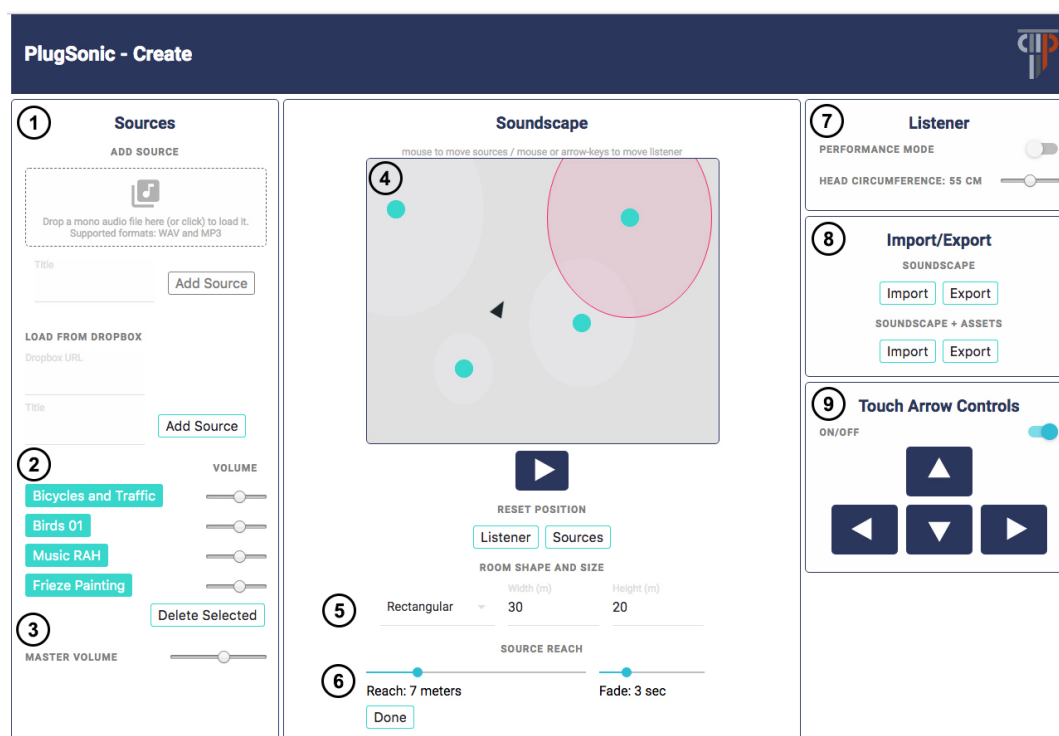 PlugSonic - Create
1
Sources
ADD SOURCE
Drop a mono audio file here (or click) to load it.
Supported formats: WAV and MP3
Title
Add Source
LOAD FROM DROPBOX
Dropbox URL
Title
Add Source
2
VOLUME
Bicycles and Traffic
Birds 01
Music RAH
Frieze Painting
Delete Selected
3
MASTER VOLUME
Soundscape
mouse to move sources / mouse or arrow-keys to move listener
4
RESET POSITION
Listener Sources
ROOM SHAPE AND SIZE
Width (m) Height (m)
5 Rectangular 30 20
SOURCE REACH
6
Reach: 7 meters Fade: 3 sec
Done
7
Listener
PERFORMANCE MODE
HEAD CIRCUMFERENCE: 55 CM
8
Import/Export
SOUNDSCAPE
Import Export
SOUNDSCAPE + ASSETS
Import Export
9
Touch Arrow Controls
ON/OFF